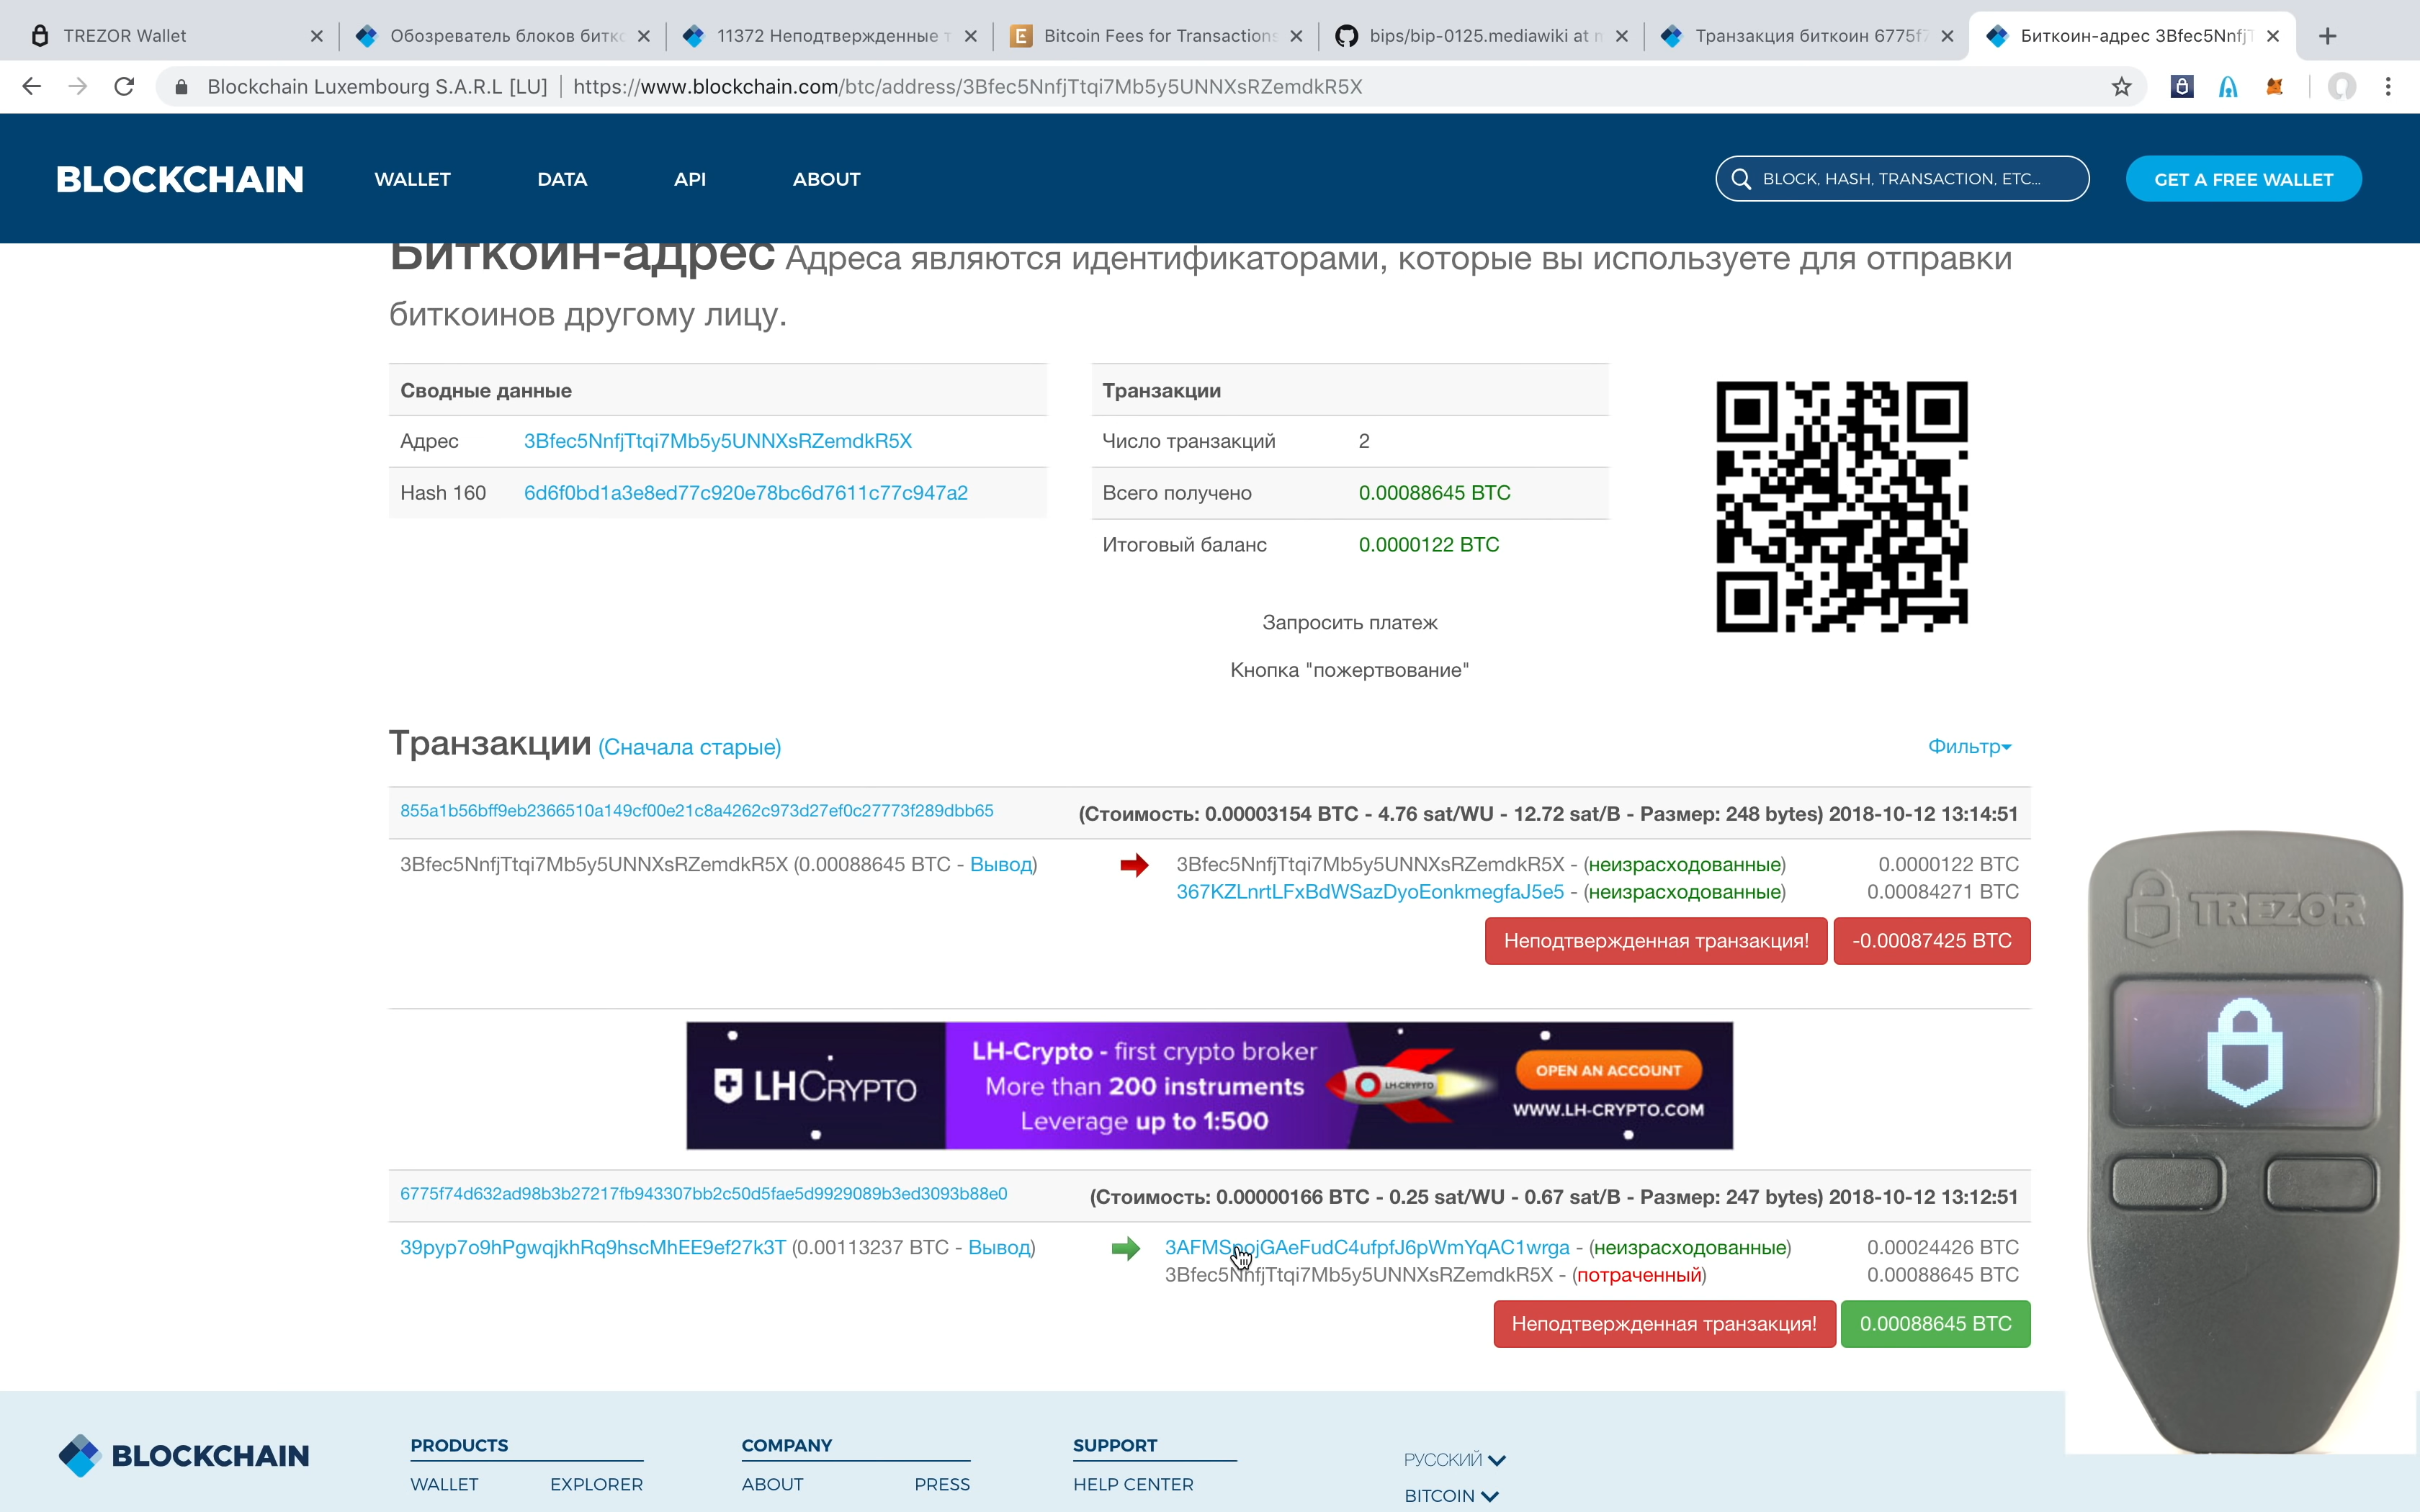 TREZOR Wallet
Обозреватель блоков битк
11372 Неподтвержденные т
Bitcoin Fees for Transactions
bips/bip-0125.mediawiki at m
Транзакция биткоин 6775f7
Биткоин-адрес 3Bfec5NnfjT
Blockchain Luxembourg S.A.R.L [LU] https://www.blockchain.com/btc/address/3Bfec5NnfjTtqi7Mb5y5UNNXsRZemdkR5X
BLOCKCHAIN
WALLET DATA API ABOUT
BLOCK, HASH, TRANSACTION, ETC...
GET A FREE WALLET
Биткоин-адрес Адреса являются идентификаторами, которые вы используете для отправки
биткоинов другому лицу.
Сводные данные
Адрес 3Bfec5NnfjTtqi7Mb5y5UNNXsRZemdkR5X
Hash 160 6d6f0bd1a3e8ed77c920e78bc6d7611c77c947a2
Транзакции
Число транзакций 2
Всего получено 0.00088645 BTC
Итоговый баланс 0.0000122 BTC
Запросить платеж
Кнопка "пожертвование"
Транзакции (Сначала старые)
Фильтр
855a1b56bff9eb2366510a149cf00e21c8a4262c973d27ef0c27773f289dbb65 (Стоимость: 0.00003154 BTC - 4.76 sat/WU - 12.72 sat/B - Размер: 248 bytes) 2018-10-12 13:14:51
3Bfec5NnfjTtqi7Mb5y5UNNXsRZemdkR5X (0.00088645 BTC - Вывод) 3Bfec5NnfjTtqi7Mb5y5UNNXsRZemdkR5X - (неизрасходованные) 0.0000122 BTC
367KZLnrtLFxBdWSazDyoEonkmegfaJ5e5 - (неизрасходованные) 0.00084271 BTC
Неподтвержденная транзакция! -0.00087425 BTC
LHCRYPTO
LH-Crypto - first crypto broker
More than 200 instruments
Leverage up to 1:500
LH-CRYPTO
OPEN AN ACCOUNT
WWW.LH-CRYPTO.COM
6775f74d632ad98b3b27217fb943307bb2c50d5fae5d9929089b3ed3093b88e0 (Стоимость: 0.00000166 BTC - 0.25 sat/WU - 0.67 sat/B - Размер: 247 bytes) 2018-10-12 13:12:51
39pyp7o9hPgwqjkhRq9hscMhEE9ef27k3T (0.00113237 BTC - Вывод) - (неизрасходованные) 0.00024426 BTC
3Bfec5NnfjTtqi7Mb5y5UNNXsRZemdkR5X - (потраченный) 0.00088645 BTC
Неподтвержденная транзакция! 0.00088645 BTC
TREZOR
BLOCKCHAIN
PRODUCTS
WALLET EXPLORER
COMPANY
ABOUT PRESS
SUPPORT
HELP CENTER
РУССКИЙ
BITCOIN